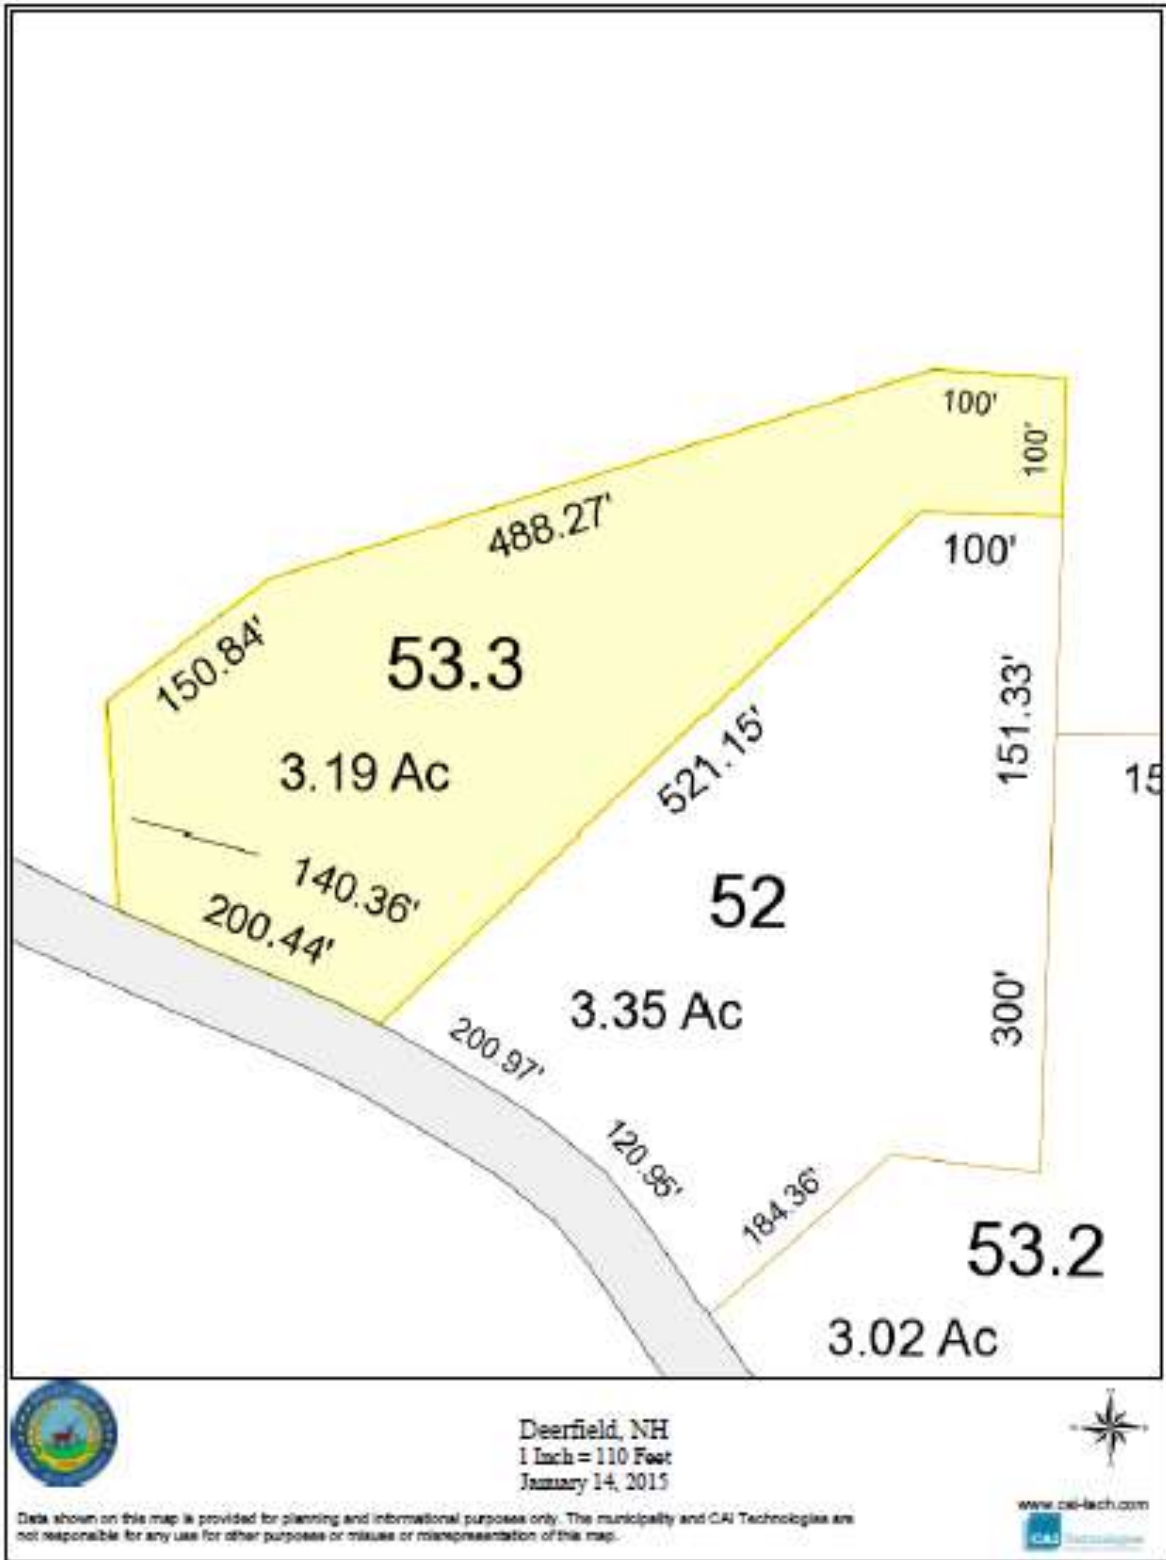 100'
100'
488.27'
100'
150.84'
53.3
151.33'
3.19 Ac
521.15'
15
140.36'
200.44'
52
3.35 Ac
300'
200.97'
120.95'
184.36'
53.2
3.02 Ac
Deerfield, NH
1 Inch = 110 Feet
January 14, 2015
www.cai-tech.com
Data shown on this map is provided for planning and informational purposes only. The municipality and CAI Technologies are
not responsible for any use for other purposes or misuse or misrepresentation of this map.
CAI Technologies